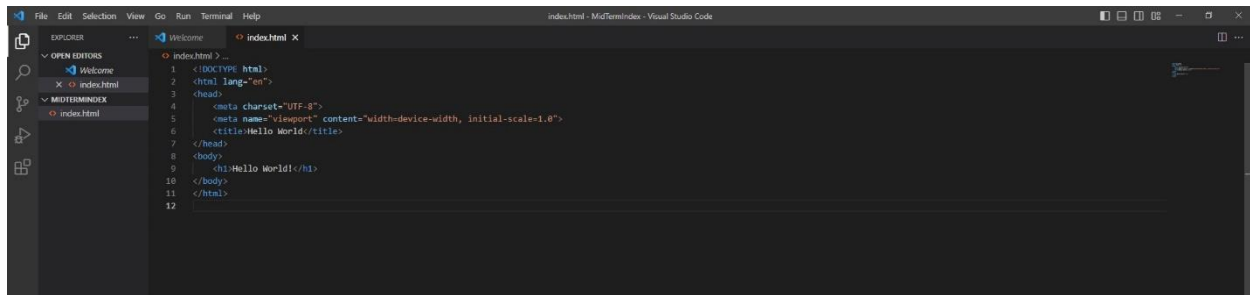 File Edit Selection View Go Run Terminal Help index.html - MidTermIndex - Visual Studio Code
EXPLORER ... Welcome index.html
OPEN EDITORS
Welcome
index.html
MIDTERMINDEX
index.html
index.html > ...
1 <!DOCTYPE html>
2 <html lang="en">
3 <head>
4 <meta charset="UTF-8">
5 <meta name="viewport" content="width=device-width, initial-scale=1.0">
6 <title>Hello World</title>
7 </head>
8 <body>
9 <h1>Hello World!</h1>
10 </body>
11 </html>
12